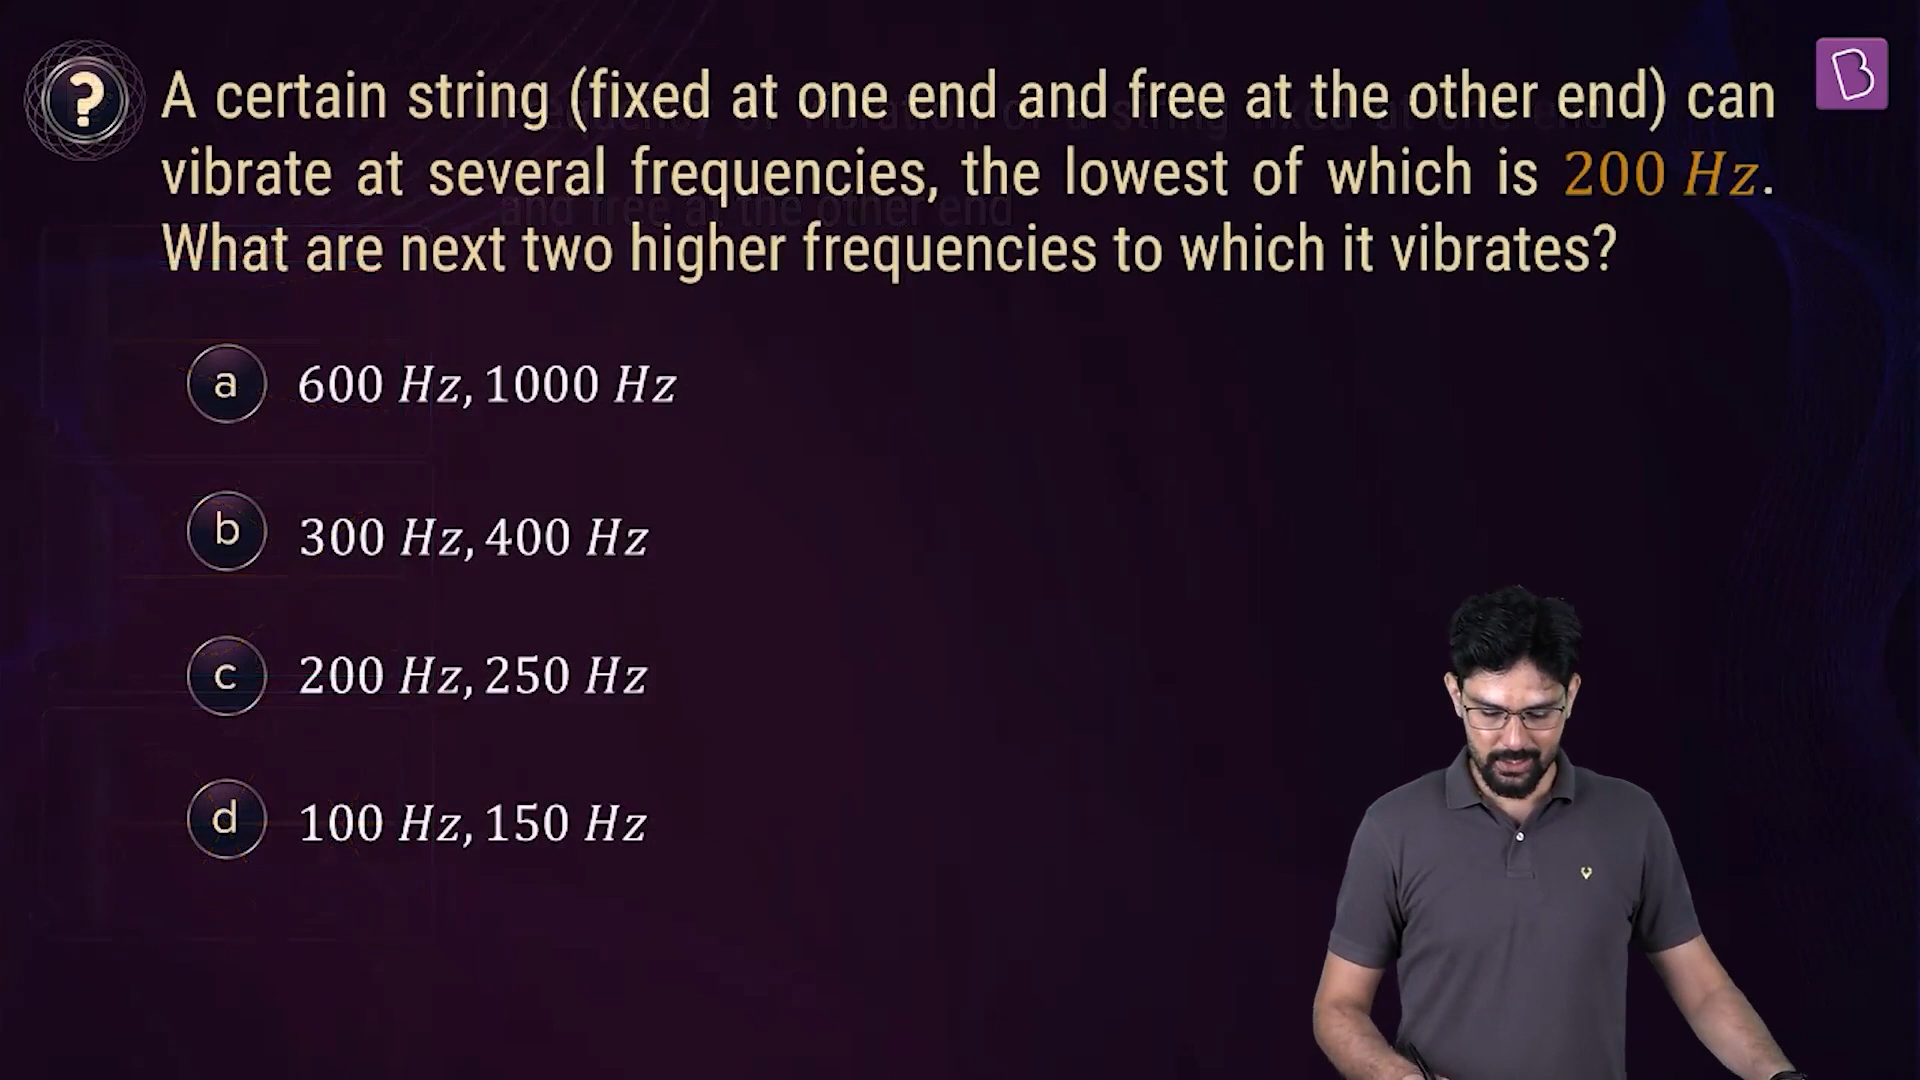 ?
A certain string (fixed at one end and free at the other end) can
vibrate at several frequencies, the lowest of which is 200 Hz.
What are next two higher frequencies to which it vibrates?
a 600 Hz, 1000 Hz
b 300 Hz, 400 Hz
c 200 Hz, 250 Hz
d 100 Hz, 150 Hz
B